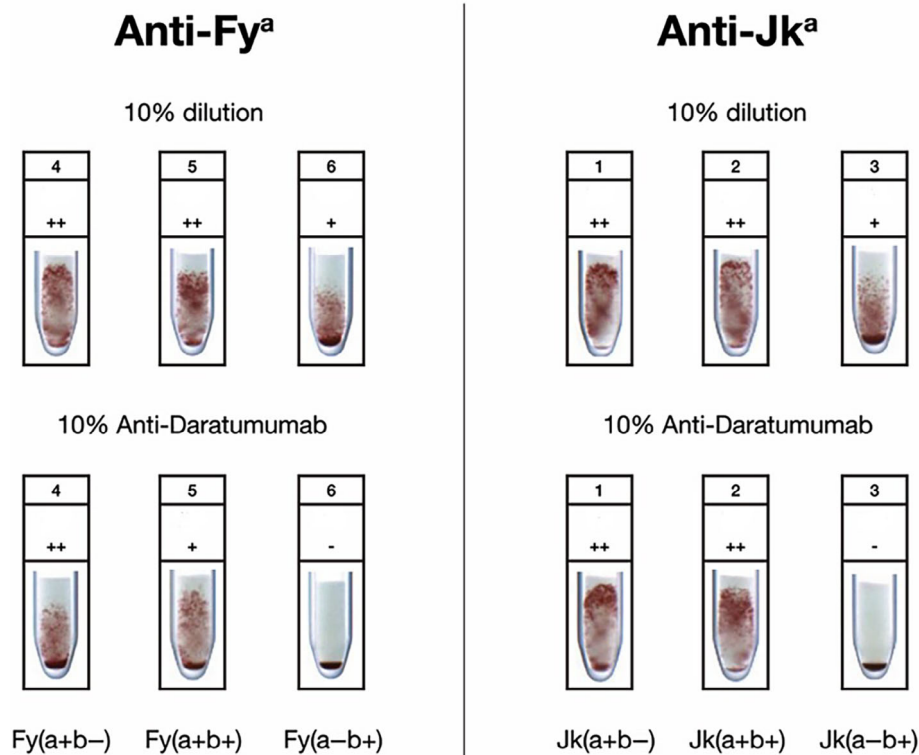 Anti-Fyᵃ
10% dilution
4 5 6
++ ++ +
10% Anti-Daratumumab
4 5 6
++ + -
Fy(a+b−) Fy(a+b+) Fy(a−b+)
Anti-Jkᵃ
10% dilution
1 2 3
++ ++ +
10% Anti-Daratumumab
1 2 3
++ ++ -
Jk(a+b−) Jk(a+b+) Jk(a−b+)